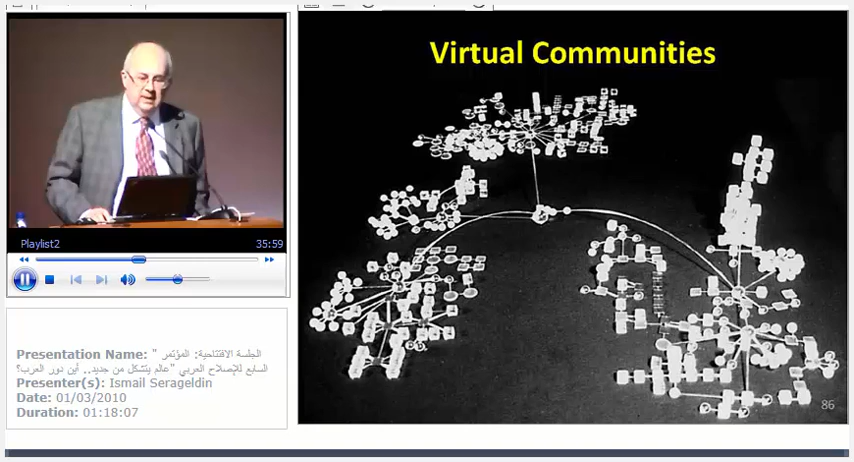 Virtual Communities
Playlist2
35:59
Presentation Name: " الجلسة الافتتاحية: المؤتمر
السابع للإصلاح العربي "عالم يتشكل من جديد.. أين دور العرب؟
Presenter(s): Ismail Serageldin
Date: 01/03/2010
Duration: 01:18:07
86